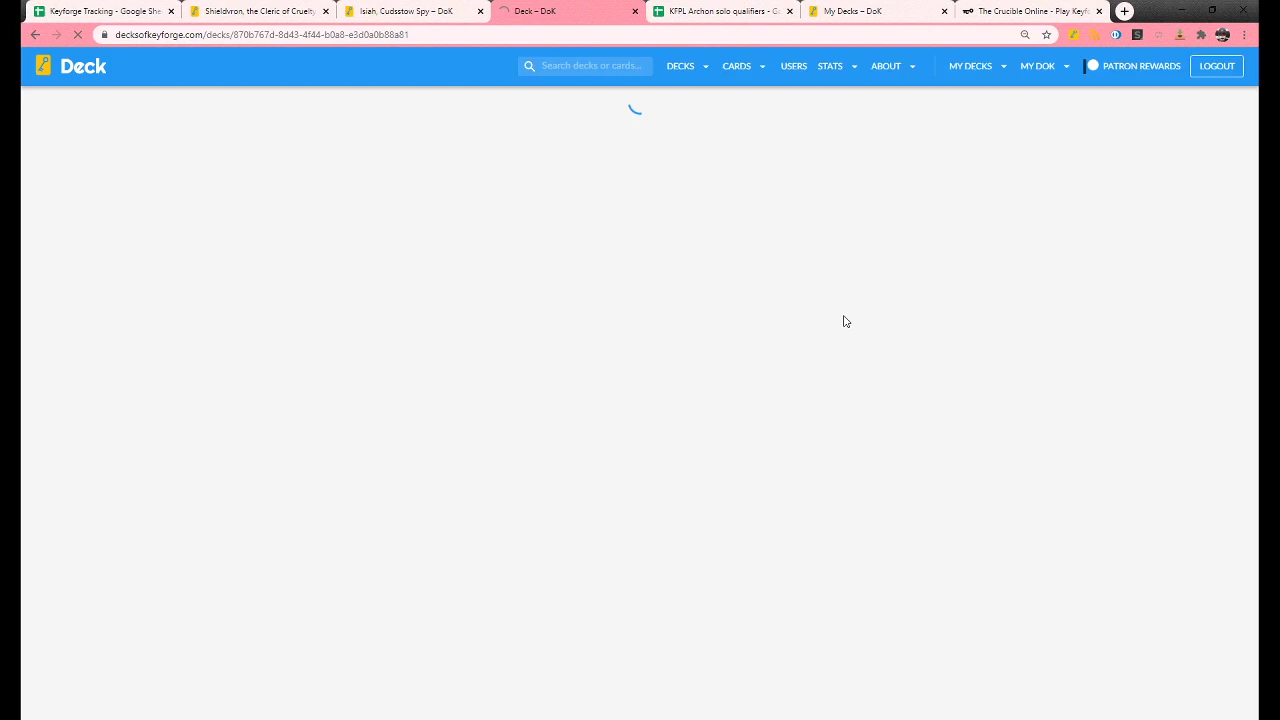 Keyforge Tracking - Google She
Shieldvron, the Cleric of Cruelty
Isiah, Cudsstow Spy – DoK
Deck – DoK
KFPL Archon solo qualifiers - G
My Decks – DoK
The Crucible Online - Play Keyf
decksofkeyforge.com/decks/870b767d-8d43-4f44-b0a8-e3d0a0b88a81
Deck
Search decks or cards...
DECKS
CARDS
USERS
STATS
ABOUT
MY DECKS
MY DOK
PATRON REWARDS
LOGOUT